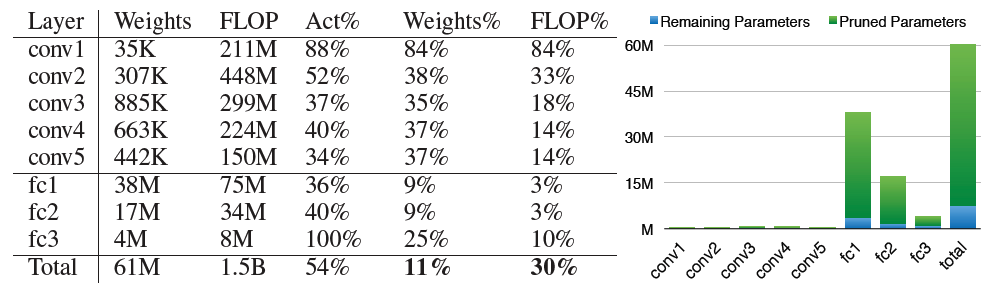 Layer Weights FLOP Act% Weights% FLOP%
conv1 35K 211M 88% 84% 84%
conv2 307K 448M 52% 38% 33%
conv3 885K 299M 37% 35% 18%
conv4 663K 224M 40% 37% 14%
conv5 442K 150M 34% 37% 14%
fc1 38M 75M 36% 9% 3%
fc2 17M 34M 40% 9% 3%
fc3 4M 8M 100% 25% 10%
Total 61M 1.5B 54% 11% 30%
Remaining Parameters Pruned Parameters
60M
45M
30M
15M
M
conv1 conv2 conv3 conv4 conv5 fc1 fc2 fc3 total